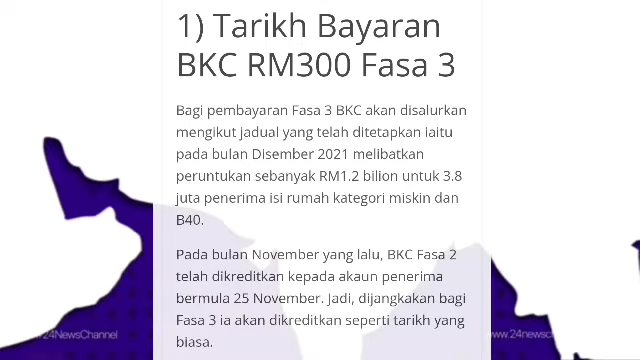 1) Tarikh Bayaran
BKC RM300 Fasa 3
Bagi pembayaran Fasa 3 BKC akan disalurkan
mengikut jadual yang telah ditetapkan iaitu
pada bulan Disember 2021 melibatkan
peruntukan sebanyak RM1.2 bilion untuk 3.8
juta penerima isi rumah kategori miskin dan
B40.
Pada bulan November yang lalu, BKC Fasa 2
telah dikreditkan kepada akaun penerima
bermula 25 November. Jadi, dijangkakan bagi
Fasa 3 ia akan dikreditkan seperti tarikh yang
biasa.
.24NewsChannel
www.24newsc